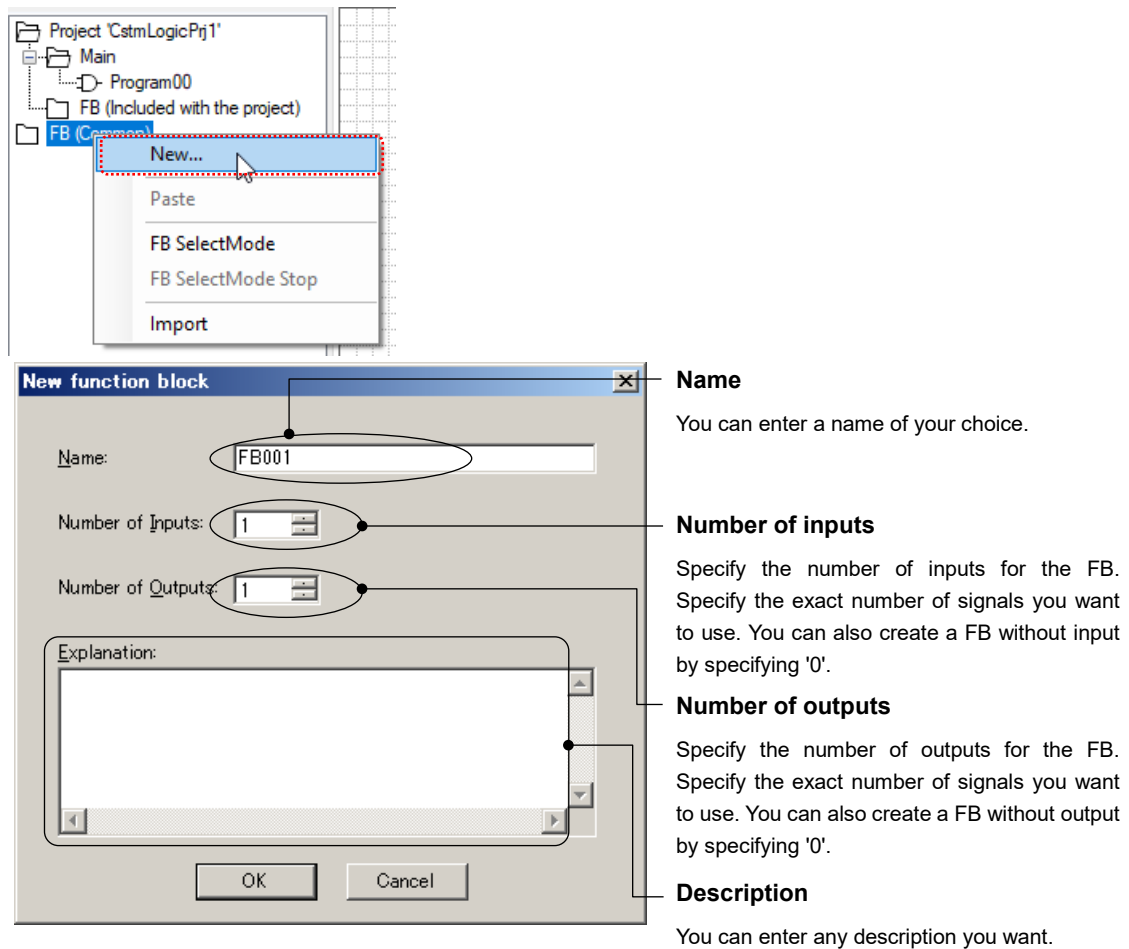 Project 'CstmLogicPrj1'
Main
Program00
FB (Included with the project)
FB (Common)
New...
Paste
FB SelectMode
FB SelectMode Stop
Import
New function block
Name:
FB001
Number of Inputs:
1
Number of Outputs:
1
Explanation:
OK
Cancel
Name
You can enter a name of your choice.
Number of inputs
Specify the number of inputs for the FB.
Specify the exact number of signals you want
to use. You can also create a FB without input
by specifying '0'.
Number of outputs
Specify the number of outputs for the FB.
Specify the exact number of signals you want
to use. You can also create a FB without output
by specifying '0'.
Description
You can enter any description you want.